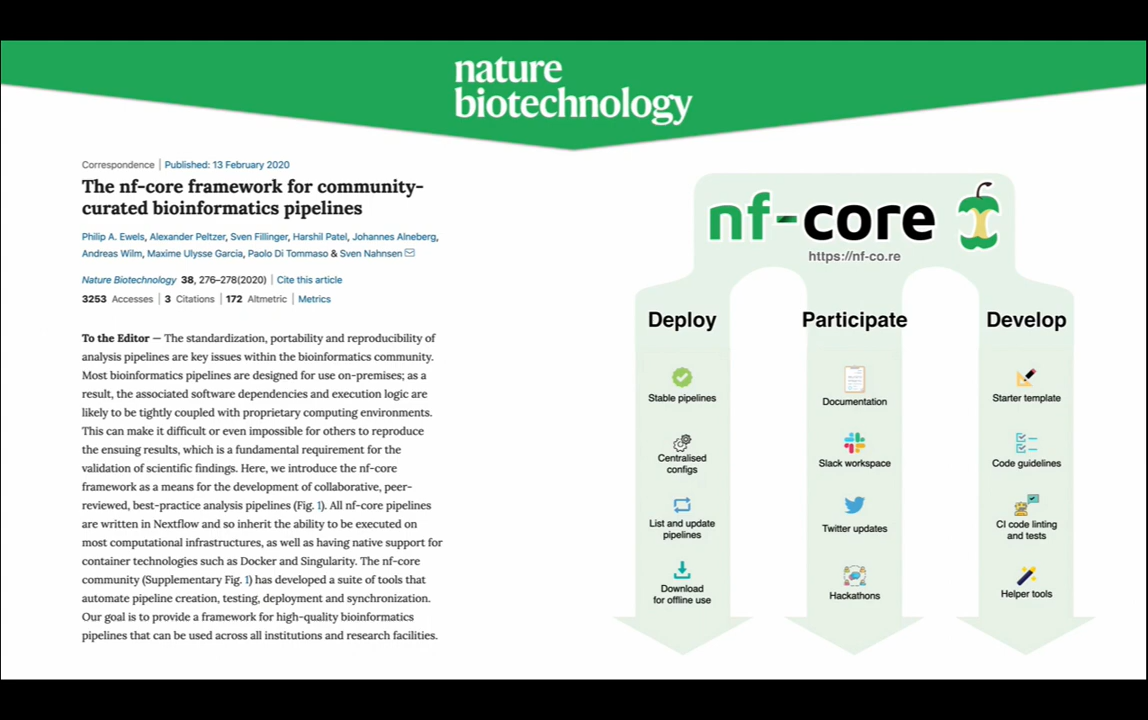 nature
biotechnology
Correspondence | Published: 13 February 2020
The nf-core framework for community-
curated bioinformatics pipelines
Philip A. Ewels, Alexander Peltzer, Sven Fillinger, Harshil Patel, Johannes Alneberg,
Andreas Wilm, Maxime Ulysse Garcia, Paolo Di Tommaso & Sven Nahnsen
Nature Biotechnology 38, 276–278(2020) | Cite this article
3253 Accesses | 3 Citations | 172 Altmetric | Metrics
To the Editor — The standardization, portability and reproducibility of
analysis pipelines are key issues within the bioinformatics community.
Most bioinformatics pipelines are designed for use on-premises; as a
result, the associated software dependencies and execution logic are
likely to be tightly coupled with proprietary computing environments.
This can make it difficult or even impossible for others to reproduce
the ensuing results, which is a fundamental requirement for the
validation of scientific findings. Here, we introduce the nf-core
framework as a means for the development of collaborative, peer-
reviewed, best-practice analysis pipelines (Fig. 1). All nf-core pipelines
are written in Nextflow and so inherit the ability to be executed on
most computational infrastructures, as well as having native support for
container technologies such as Docker and Singularity. The nf-core
community (Supplementary Fig. 1) has developed a suite of tools that
automate pipeline creation, testing, deployment and synchronization.
Our goal is to provide a framework for high-quality bioinformatics
pipelines that can be used across all institutions and research facilities.
nf-core
https://nf-co.re
Deploy
Stable pipelines
Centralised
configs
List and update
pipelines
Download
for offline use
Participate
Documentation
Slack workspace
Twitter updates
Hackathons
Develop
Starter template
Code guidelines
CI code linting
and tests
Helper tools